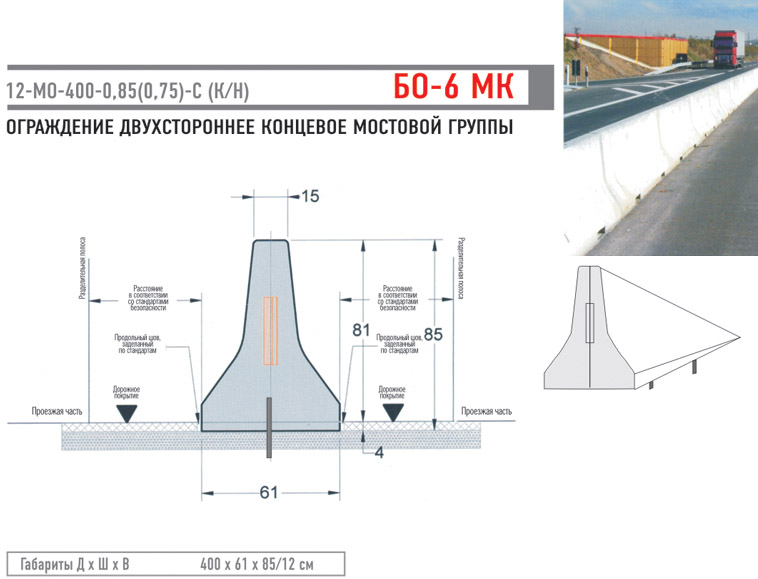 12-МО-400-0,85(0,75)-С (К/Н)
БО-6 МК
ОГРАЖДЕНИЕ ДВУХСТОРОННЕЕ КОНЦЕВОЕ МОСТОВОЙ ГРУППЫ
15
Разделительная полоса
Разделительная полоса
Расстояние
в соответствии
со стандартами
безопасности
Расстояние
в соответствии
со стандартами
безопасности
81
85
Продольный шов,
заделанный
по стандартам
Продольный шов,
заделанный
по стандартам
Дорожное
покрытие
Дорожное
покрытие
Проезжая часть
Проезжая часть
4
61
Габариты Д х Ш х В
400 х 61 х 85/12 см